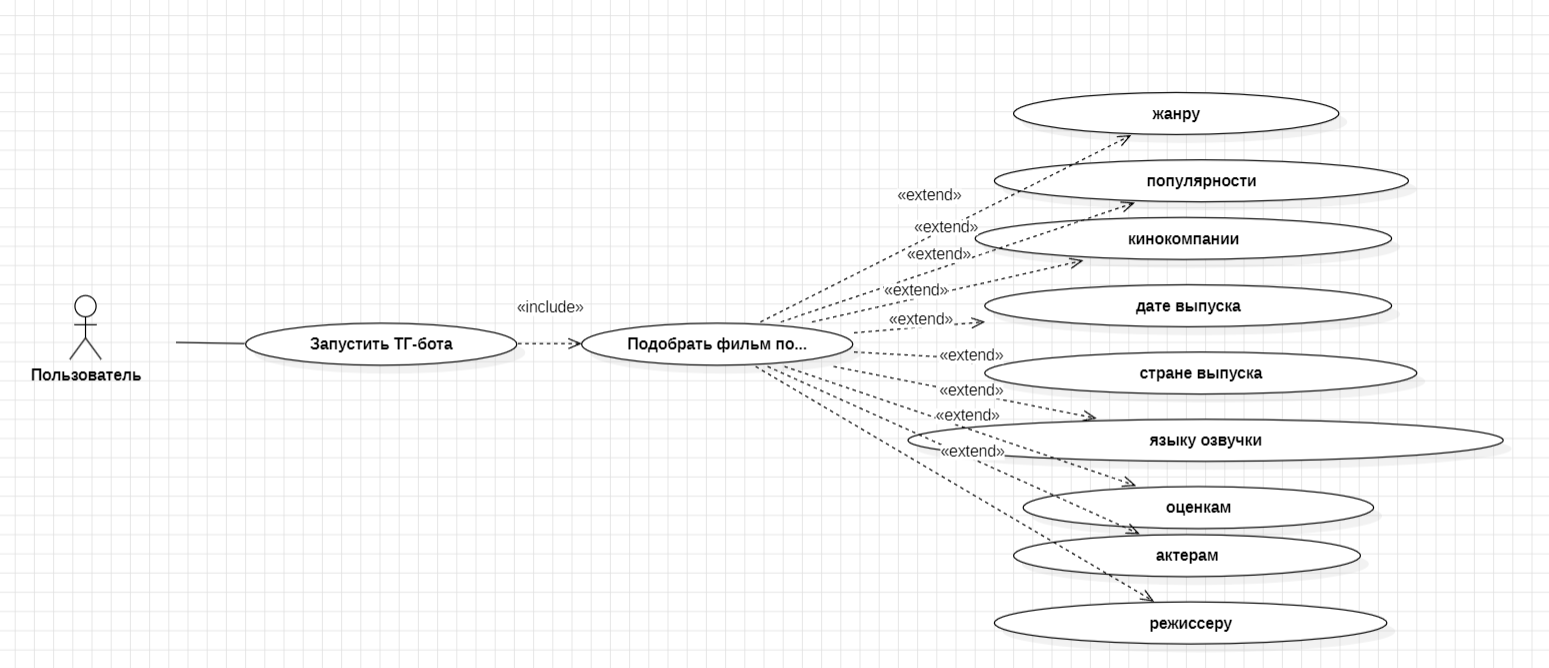 жанру
популярности
«extend»
«extend»
кинокомпании
«extend»
«extend»
дате выпуска
«include»
«extend»
Запустить ТГ-бота
Подобрать фильм по...
«extend»
стране выпуска
Пользователь
«extend»
«extend»
языку озвучки
«extend»
оценкам
актерам
режиссеру